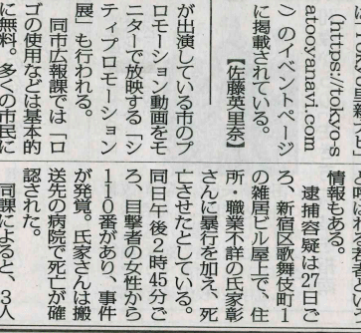 (https://tokyo-s
atooyanavi.com
)のイベントページ
に掲載されている。
【佐藤英里奈】
が出演している市のプ
ロモーション動画をモ
ニターで放映する「シ
ティプロモーション
展」も行われる。
同市広報課では「ロ
ゴの使用などは基本的
に無料。多くの市民に
情報もある。
逮捕容疑は27日ご
ろ、新宿区歌舞伎町1
の雑居ビル屋上で、住
所・職業不詳の氏家彰
さんに暴行を加え、死
亡させたとしている。
同日午後2時45分ご
ろ、目撃者の女性から
110番があり、事件
が発覚。氏家さんは搬
送先の病院で死亡が確
認された。
同課によると、3人